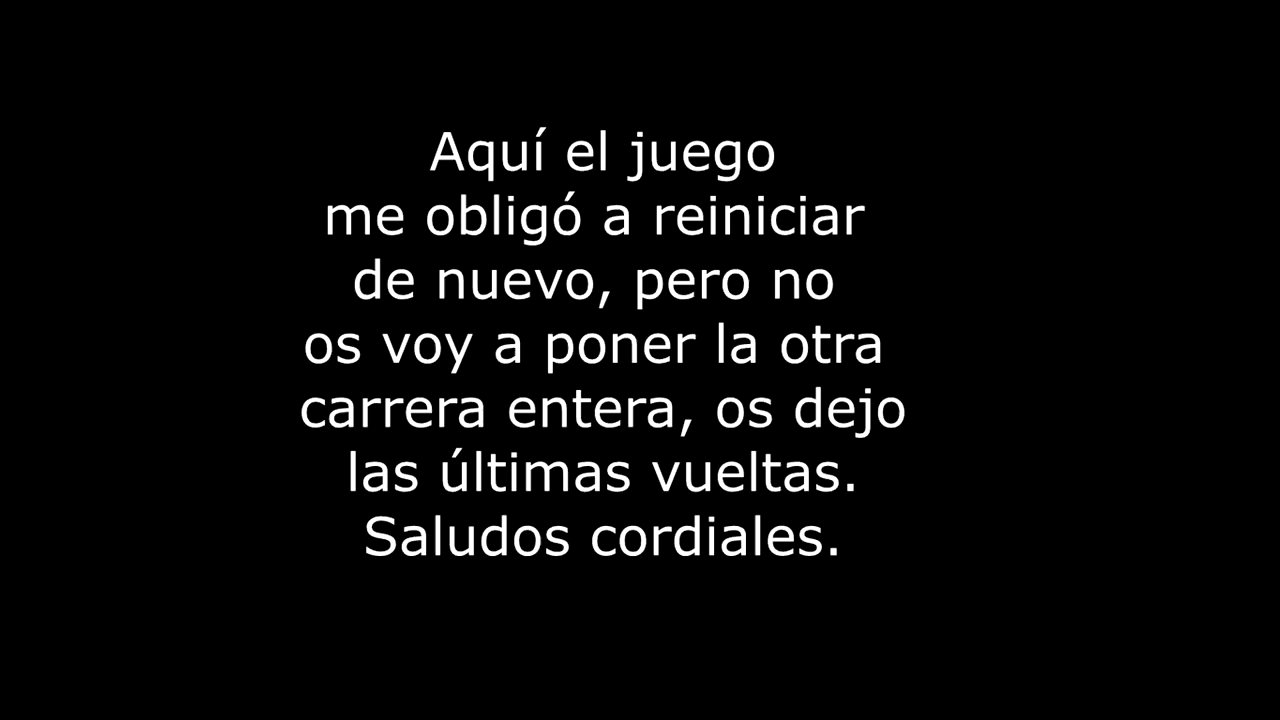 Aquí el juego
me obligó a reiniciar
de nuevo, pero no
os voy a poner la otra
carrera entera, os dejo
las últimas vueltas.
Saludos cordiales.